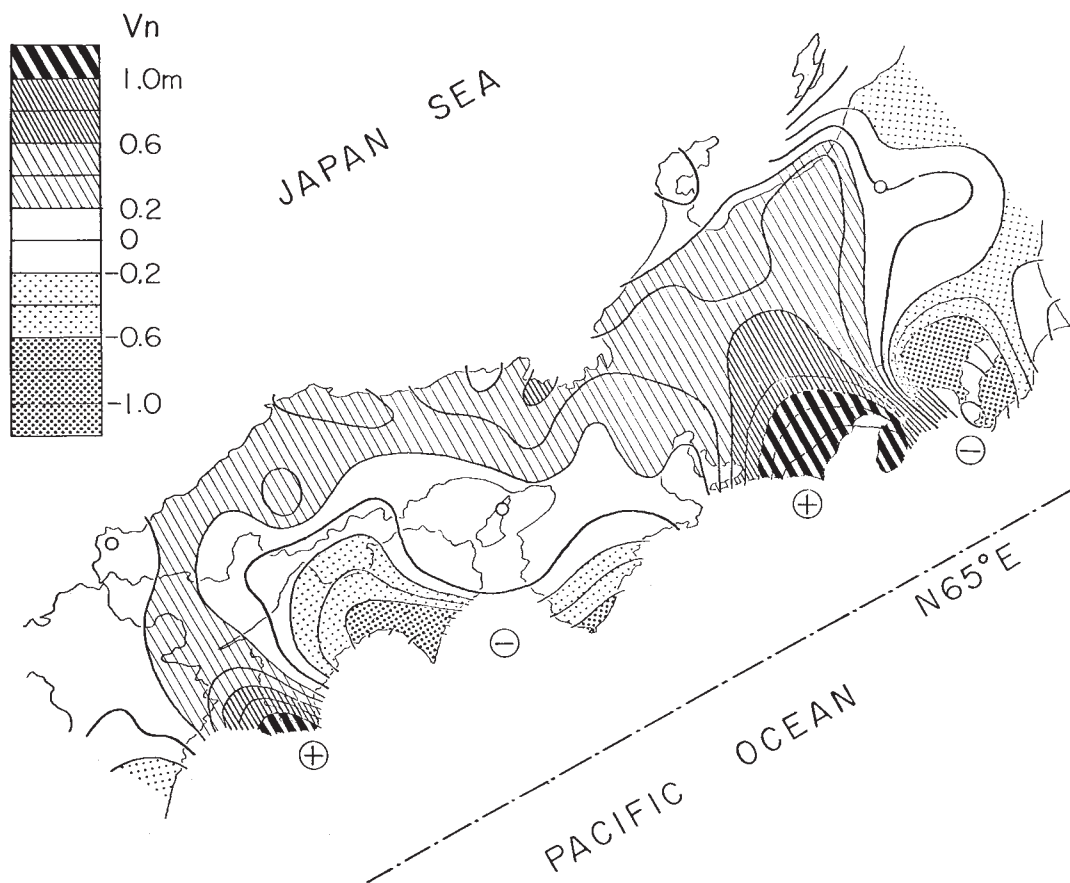 Vn
1.0m
0.6
0.2
0
-0.2
-0.6
-1.0
JAPAN SEA
+
−
+
−
N65°E
PACIFIC OCEAN